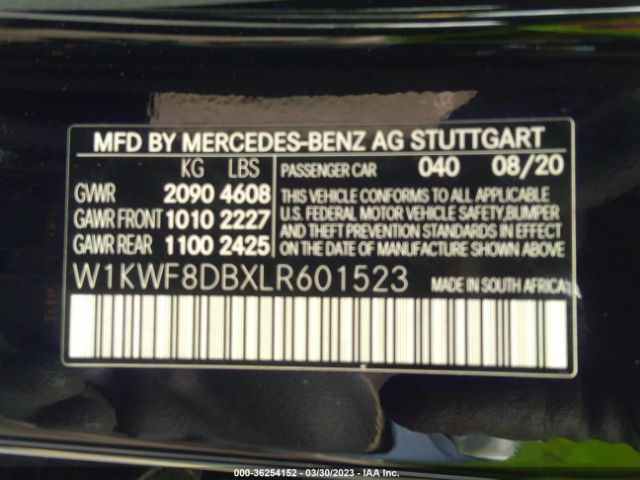 MFD BY MERCEDES-BENZ AG STUTTGART
KG LBS
GVWR 2090 4608
GAWR FRONT 1010 2227
GAWR REAR 1100 2425
PASSENGER CAR 040 08/20
THIS VEHICLE CONFORMS TO ALL APPLICABLE
U.S. FEDERAL MOTOR VEHICLE SAFETY,BUMPER
AND THEFT PREVENTION STANDARDS IN EFFECT
ON THE DATE OF MANUFACTURE SHOWN ABOVE.
W1KWF8DBXLR601523 MADE IN SOUTH AFRICA
000-36254152 - 03/30/2023 - IAA Inc.